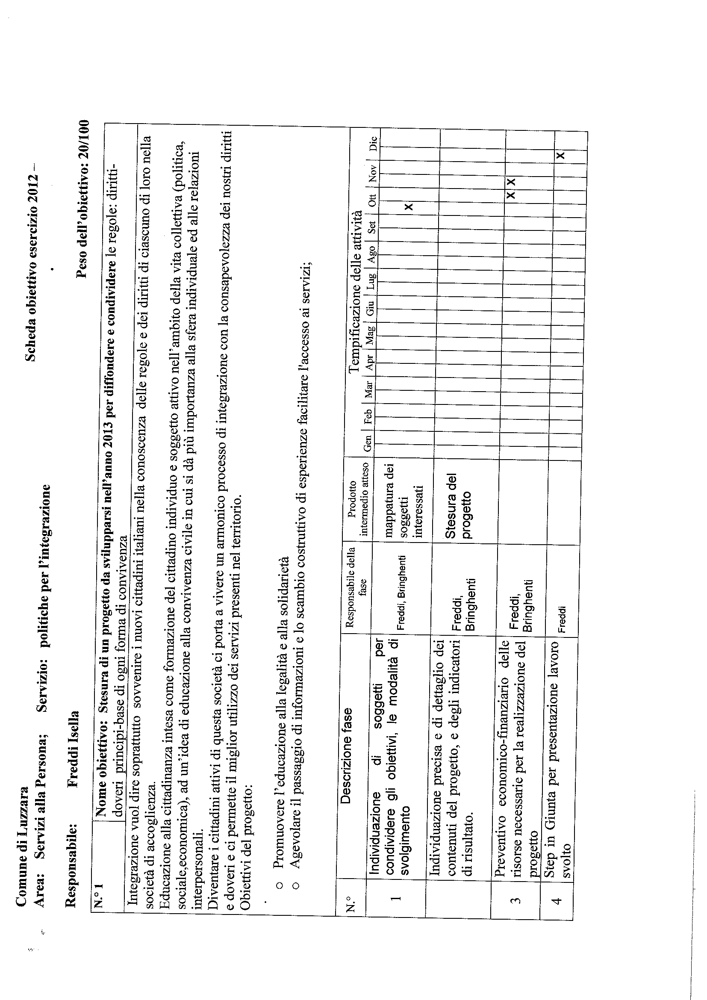 Comune di Luzzara
Scheda obiettivo esercizio 2012 –
Area: Servizi alla Persona; Servizio: politiche per l'integrazione
Responsabile: Freddi Isella
Peso dell'obiettivo: 20/100
N.° 1
Nome obiettivo: Stesura di un progetto da svilupparsi nell'anno 2013 per diffondere e condividere le regole: diritti-
doveri principi-base di ogni forma di convivenza
Integrazione vuol dire soprattutto sovvenire i nuovi cittadini italiani nella conoscenza delle regole e dei diritti di ciascuno di loro nella
società di accoglienza.
Educazione alla cittadinanza intesa come formazione del cittadino individuo e soggetto attivo nell'ambito della vita collettiva (politica,
sociale,economica), ad un'idea di educazione alla convivenza civile in cui si dà più importanza alla sfera individuale ed alle relazioni
interpersonali.
Diventare i cittadini attivi di questa società ci porta a vivere un armonico processo di integrazione con la consapevolezza dei nostri diritti
e doveri e ci permette il miglior utilizzo dei servizi presenti nel territorio.
Obiettivi del progetto:
o Promuovere l'educazione alla legalità e alla solidarietà
o Agevolare il passaggio di informazioni e lo scambio costruttivo di esperienze facilitare l'accesso ai servizi;
N.°
Descrizione fase
Responsabile della
fase
Prodotto
intermedio atteso
Tempificazione delle attività
Gen Feb Mar Apr Mag Giu Lug Ago Set Ott Nov Dic
1
Individuazione di soggetti per
condividere gli obiettivi, le modalità di
svolgimento
Freddi, Bringhenti
mappatura dei
soggetti
interessati
X
Individuazione precisa e di dettaglio dei
contenuti del progetto, e degli indicatori
di risultato.
Freddi,
Bringhenti
Stesura del
progetto
3
Preventivo economico-finanziario delle
risorse necessarie per la realizzazione del
progetto
Freddi,
Bringhenti
X X
4
Step in Giunta per presentazione lavoro
svolto
Freddi
X